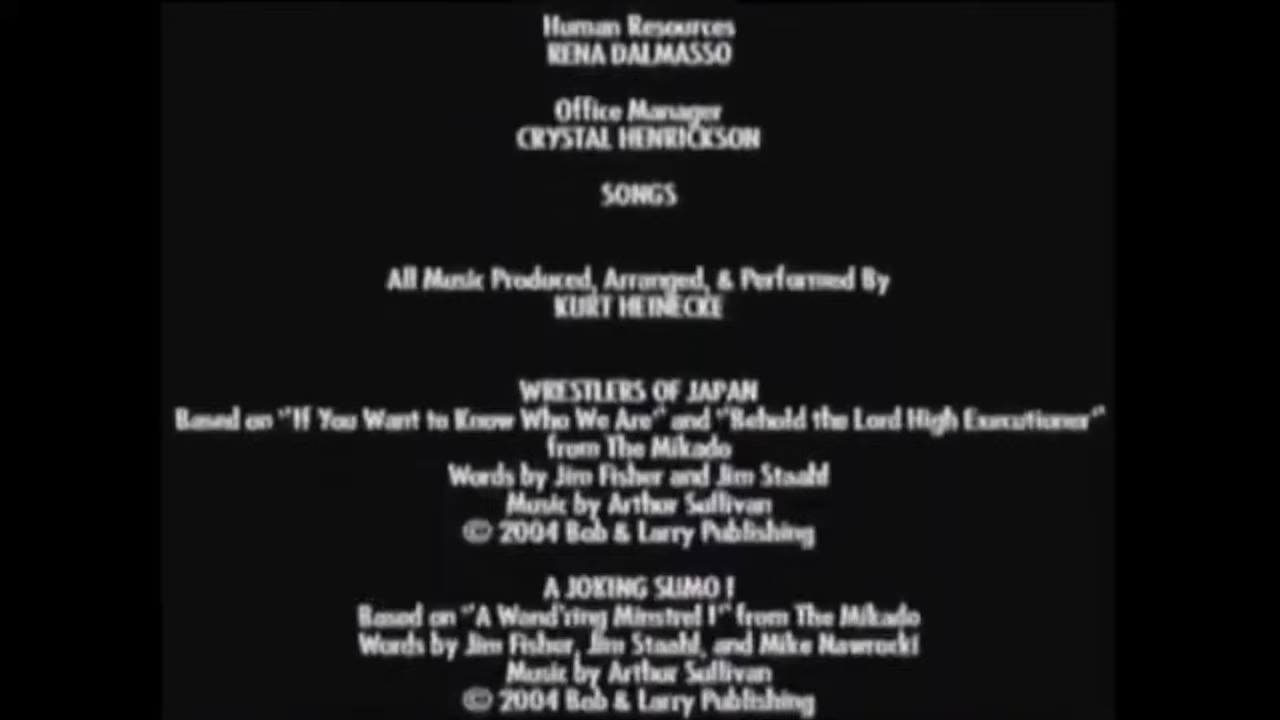 Human Resources
RENA DALMASSO
Office Manager
CRYSTAL HENRICKSON
SONGS
All Music Produced, Arranged, & Performed By
KURT HEINECKE
WRESTLERS OF JAPAN
Based on "If You Want to Know Who We Are" and "Behold the Lord High Executioner"
from The Mikado
Words by Jim Fisher and Jim Staahl
Music by Arthur Sullivan
© 2004 Bob & Larry Publishing
A JOKING SUMO I
Based on "A Wand'ring Minstrel I" from The Mikado
Words by Jim Fisher, Jim Staahl, and Mike Nawrocki
Music by Arthur Sullivan
© 2004 Bob & Larry Publishing